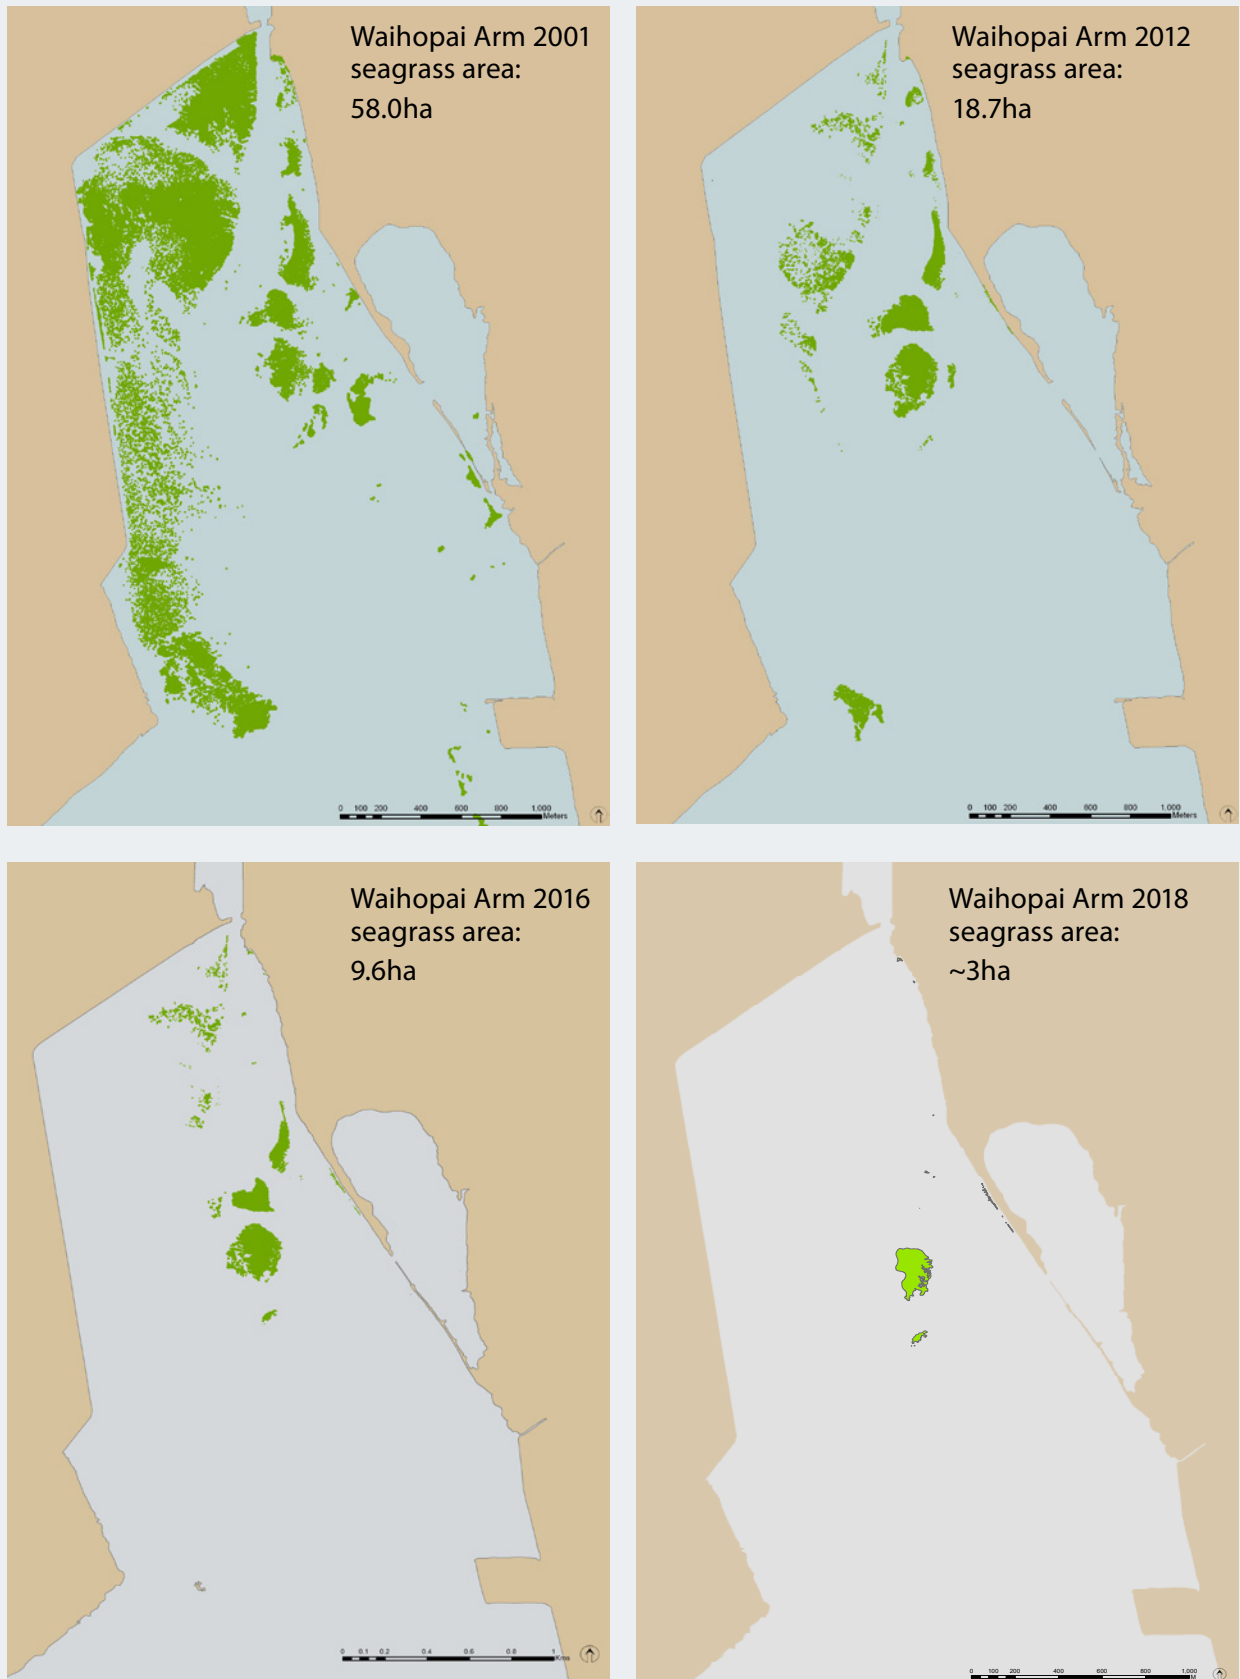 Waihopai Arm 2001
seagrass area:
58.0ha
0 100 200 400 600 800 1,000
Meters
Waihopai Arm 2012
seagrass area:
18.7ha
0 100 200 400 600 800 1,000
Meters
Waihopai Arm 2016
seagrass area:
9.6ha
0 0.1 0.2 0.4 0.6 0.8 1
Kms
Waihopai Arm 2018
seagrass area:
~3ha
0 100 200 400 600 800 1,000
M